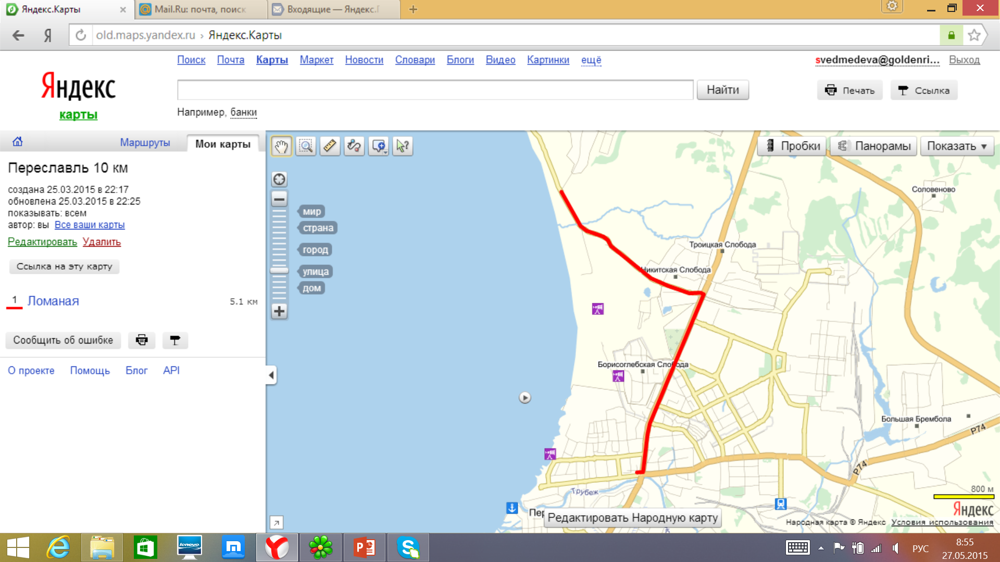 Яндекс.Карты
Mail.Ru: почта, поиск
Входящие — Яндекс.
Я
old.maps.yandex.ru › Яндекс.Карты
Поиск Почта Карты Маркет Новости Словари Блоги Видео Картинки ещё
svedmedeva@goldenri... Выход
Яндекс
карты
Найти
Печать
Ссылка
Например, банки
Маршруты
Мои карты
Пробки
Панорамы
Показать
Переславль 10 км
создана 25.03.2015 в 22:17
обновлена 25.03.2015 в 22:25
показывать: всем
автор: вы Все ваши карты
Редактировать Удалить
Ссылка на эту карту
1 Ломаная 5.1 км
Сообщить об ошибке
О проекте Помощь Блог API
мир
страна
город
улица
дом
Соловеново
Троицкая Слобода
Никитская Слобода
Борисоглебская Слобода
Большая Брембола
Р74
Р74
Трубеж
Пер
Редактировать Народную карту
800 м
Яндекс
Народная карта © Яндекс Условия использования
lenovo
РУС
8:55
27.05.2015